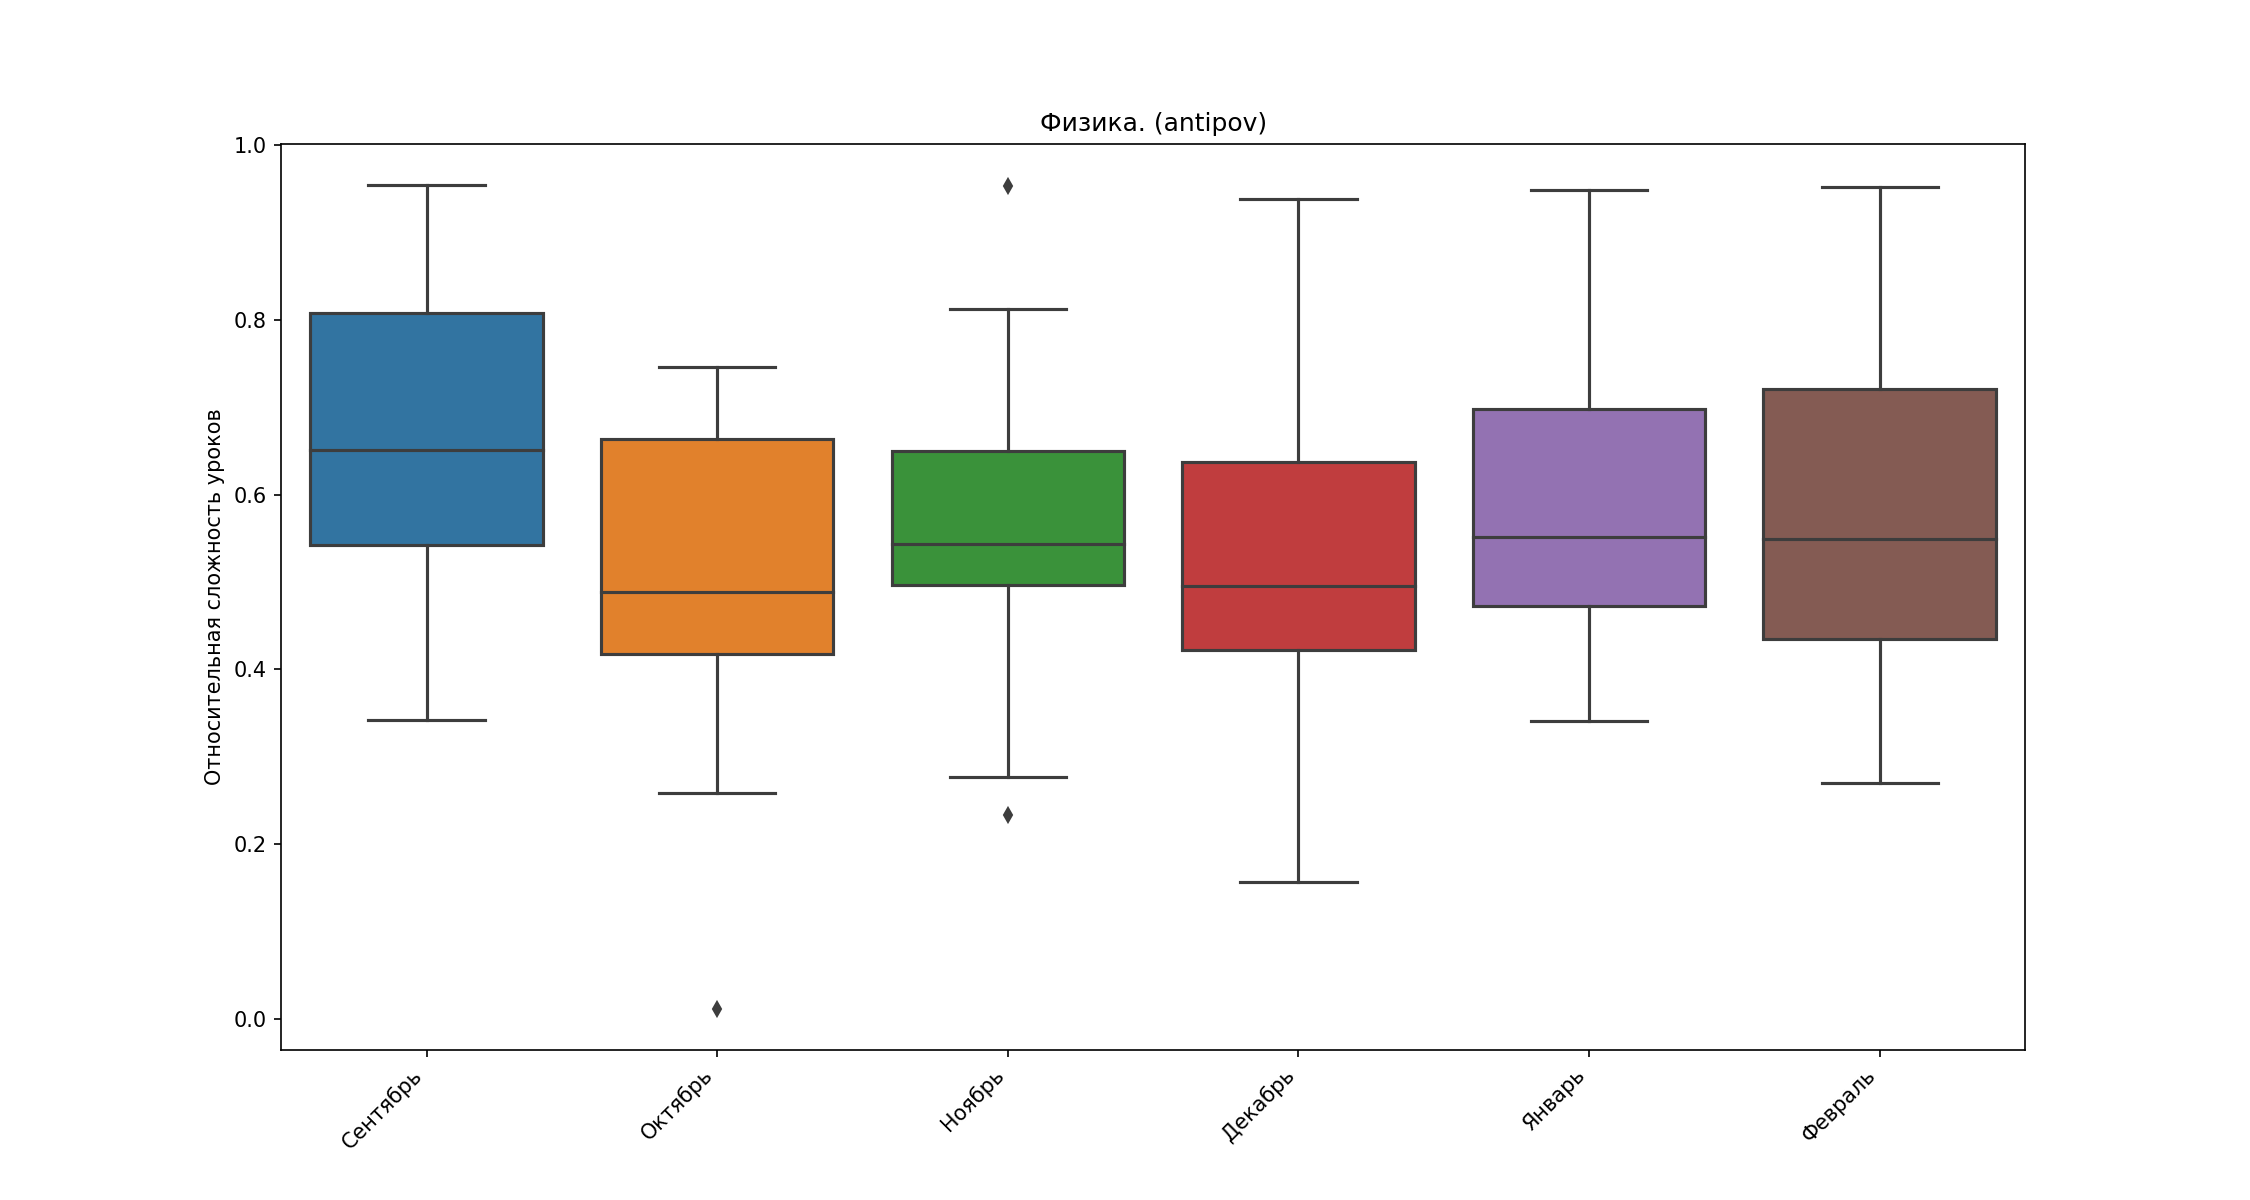 Физика. (antipov)
Относительная сложность уроков
1.0
0.8
0.6
0.4
0.2
0.0
Сентябрь
Октябрь
Ноябрь
Декабрь
Январь
Февраль